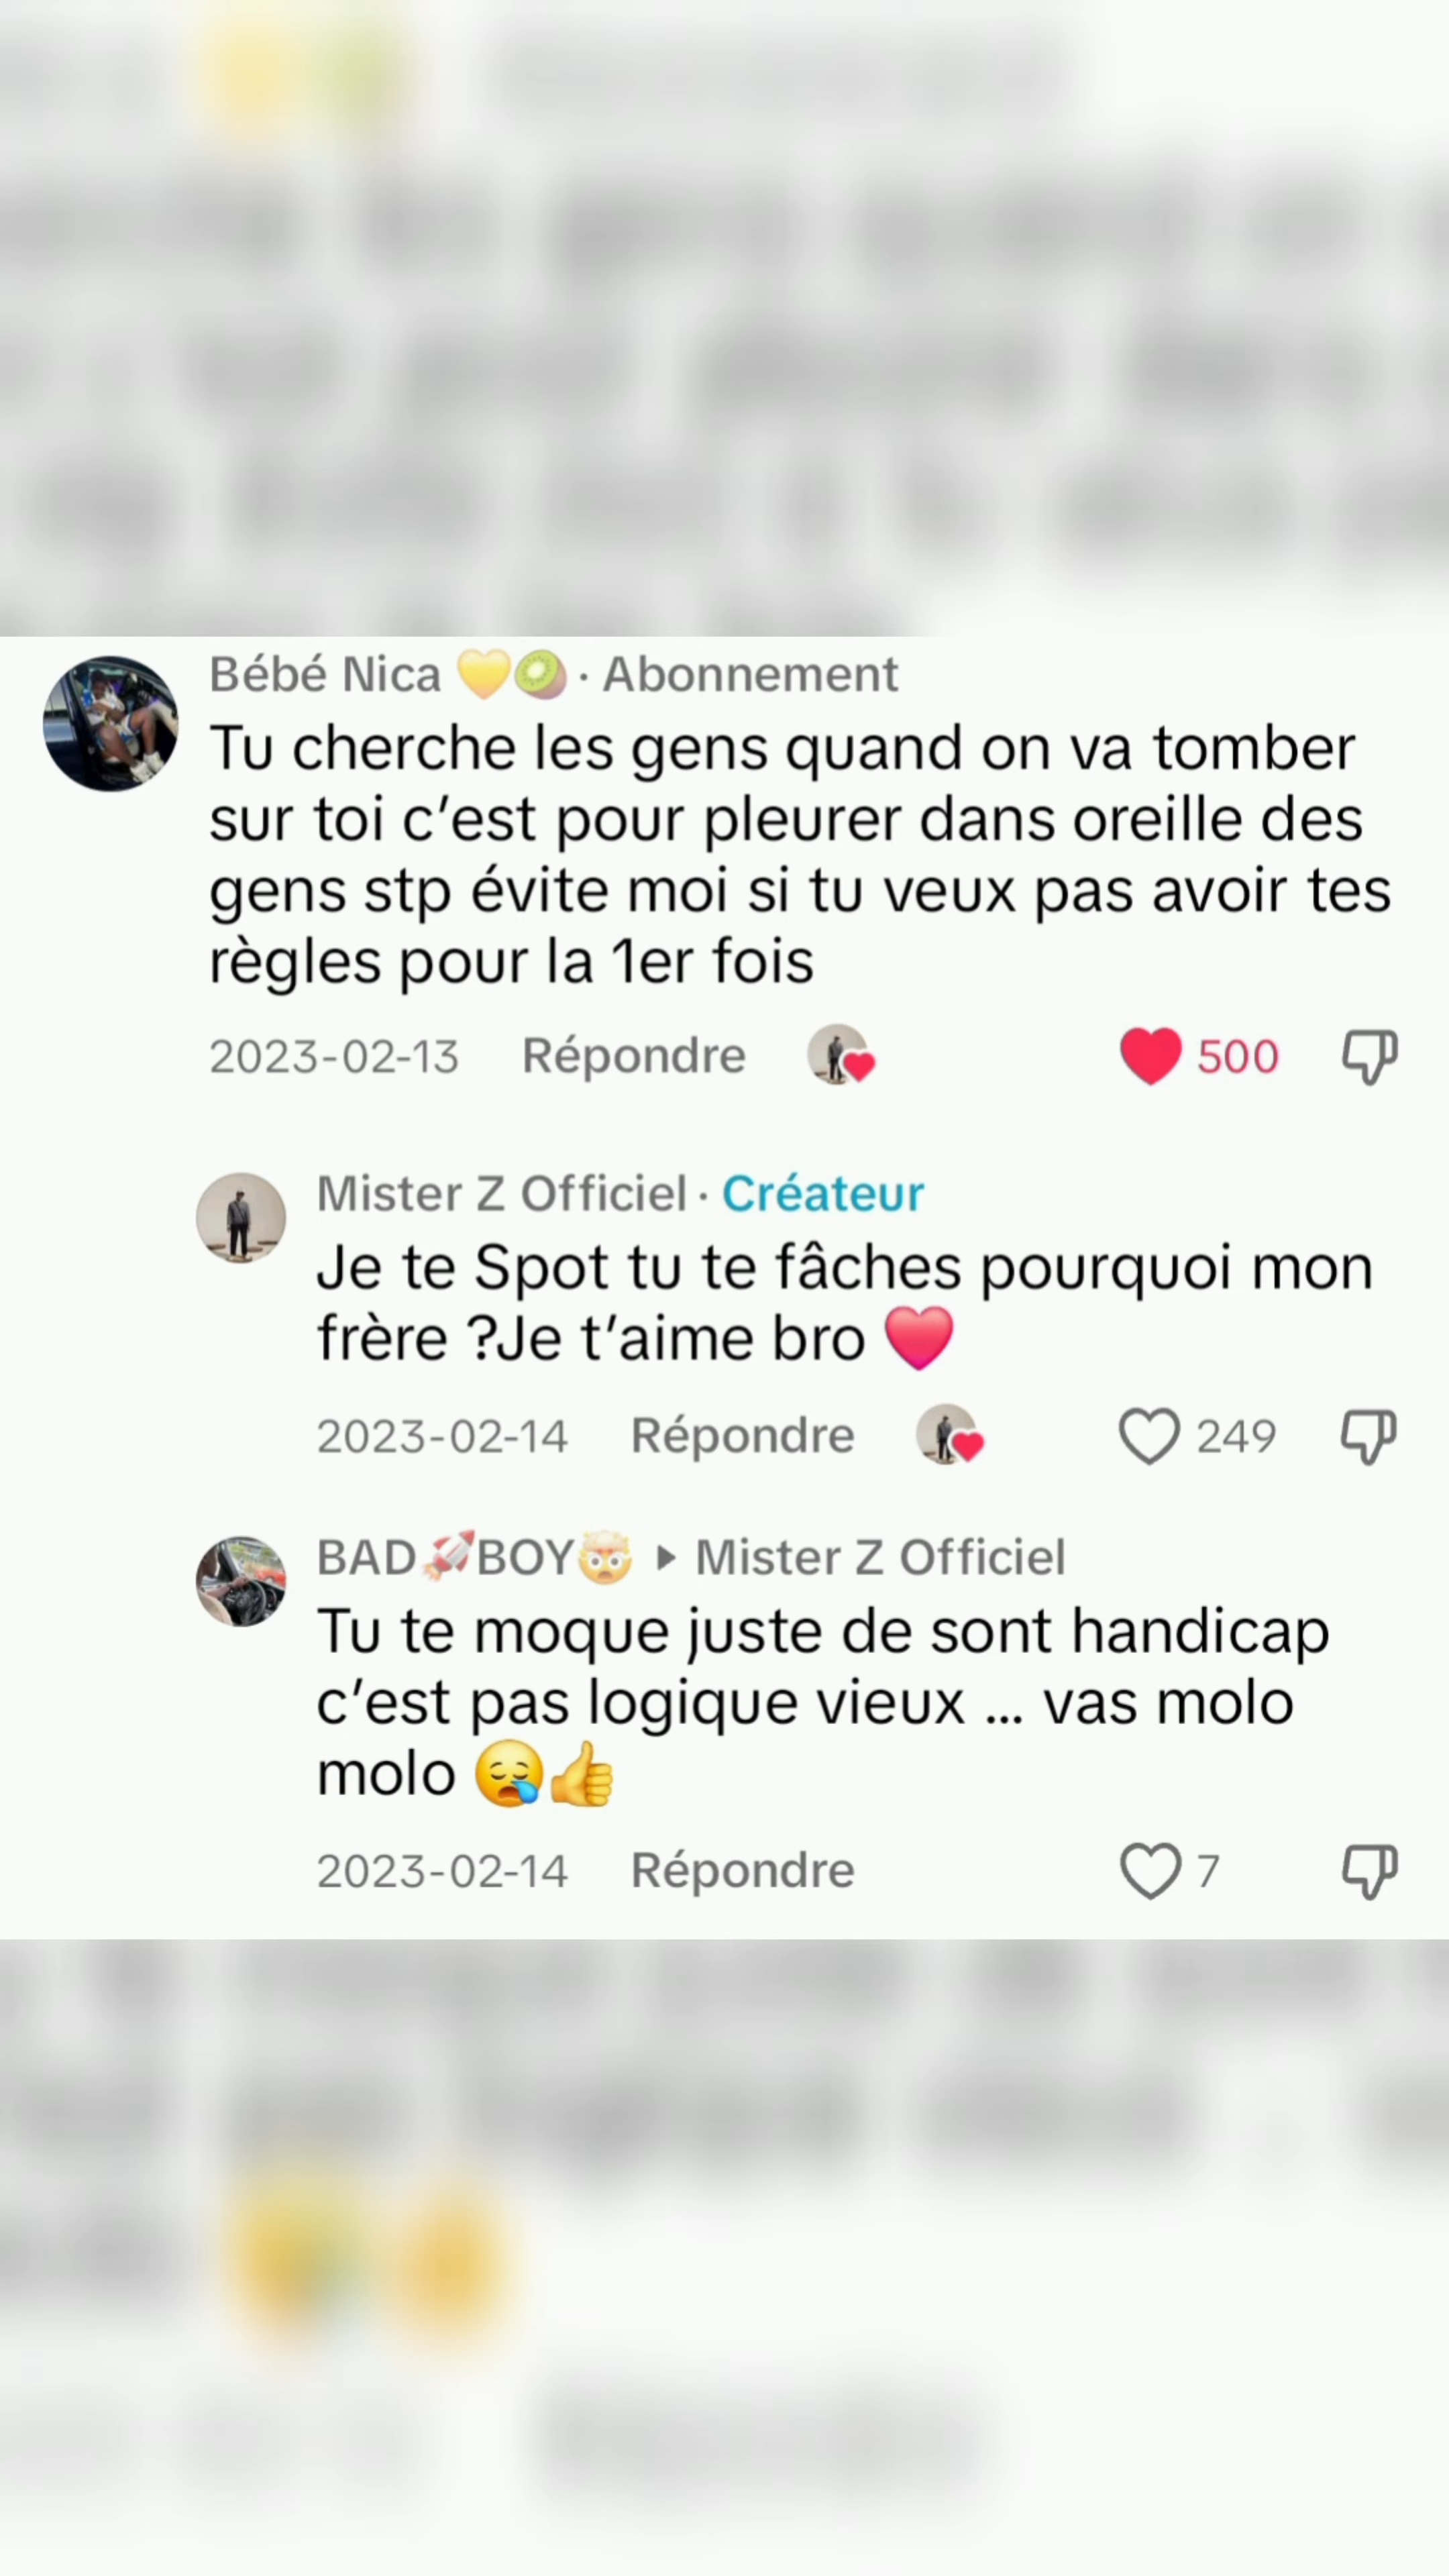 Bébé Nica 💛🥝 · Abonnement
Tu cherche les gens quand on va tomber
sur toi c’est pour pleurer dans oreille des
gens stp évite moi si tu veux pas avoir tes
règles pour la 1er fois
2023-02-13 Répondre 500
Mister Z Officiel · Créateur
Je te Spot tu te fâches pourquoi mon
frère ?Je t’aime bro ❤️
2023-02-14 Répondre 249
BAD🚀BOY🤯 ▸ Mister Z Officiel
Tu te moque juste de sont handicap
c’est pas logique vieux ... vas molo
molo 😪👍
2023-02-14 Répondre 7